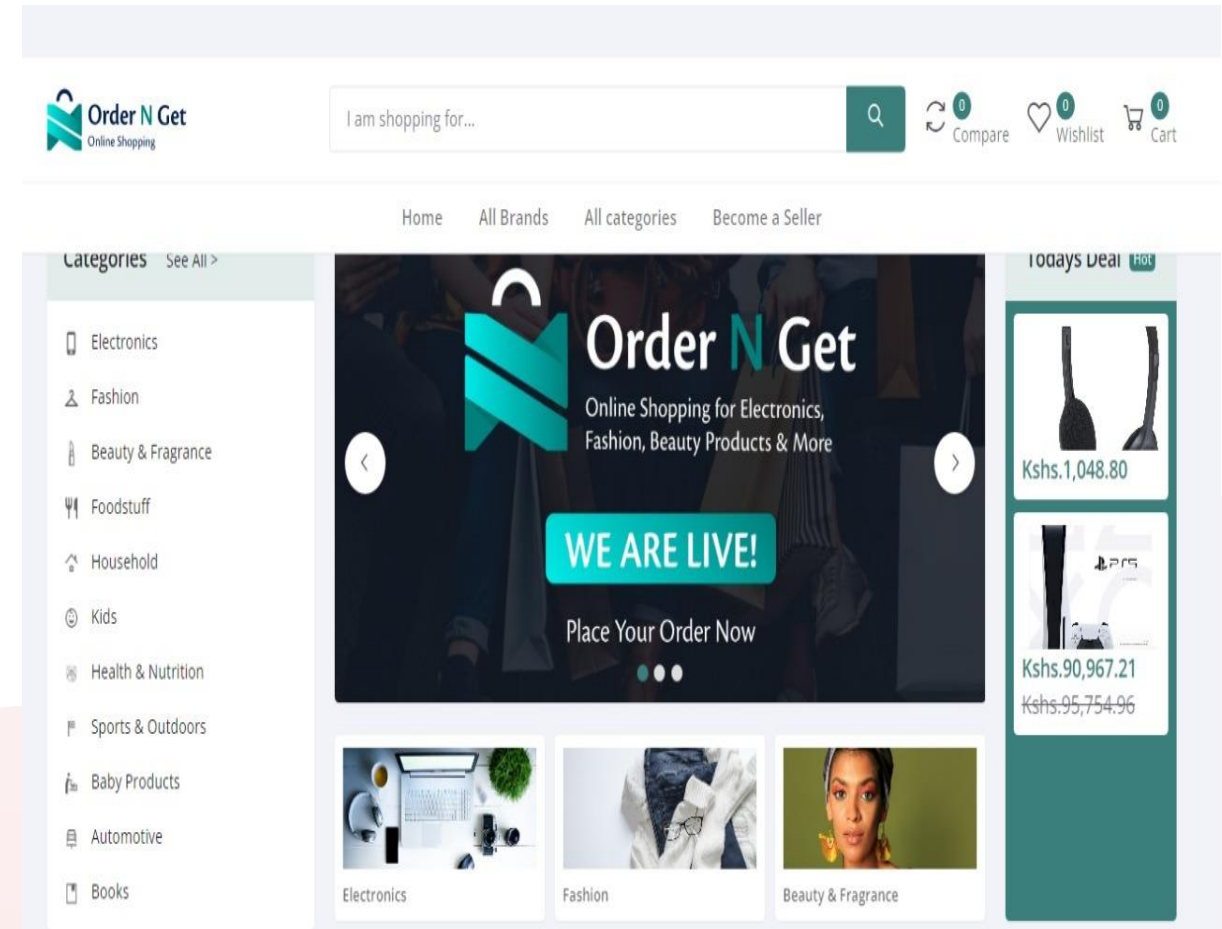 Order N Get
Online Shopping
I am shopping for...
0
Compare
0
Wishlist
0
Cart
Home All Brands All categories Become a Seller
Categories See All >
Electronics
Fashion
Beauty & Fragrance
Foodstuff
Household
Kids
Health & Nutrition
Sports & Outdoors
Baby Products
Automotive
Books
Order N Get
Online Shopping for Electronics,
Fashion, Beauty Products & More
WE ARE LIVE!
Place Your Order Now
Electronics
Fashion
Beauty & Fragrance
Todays Deal Hot
Kshs.1,048.80
PS5
Kshs.90,967.21
Kshs.95,754.96